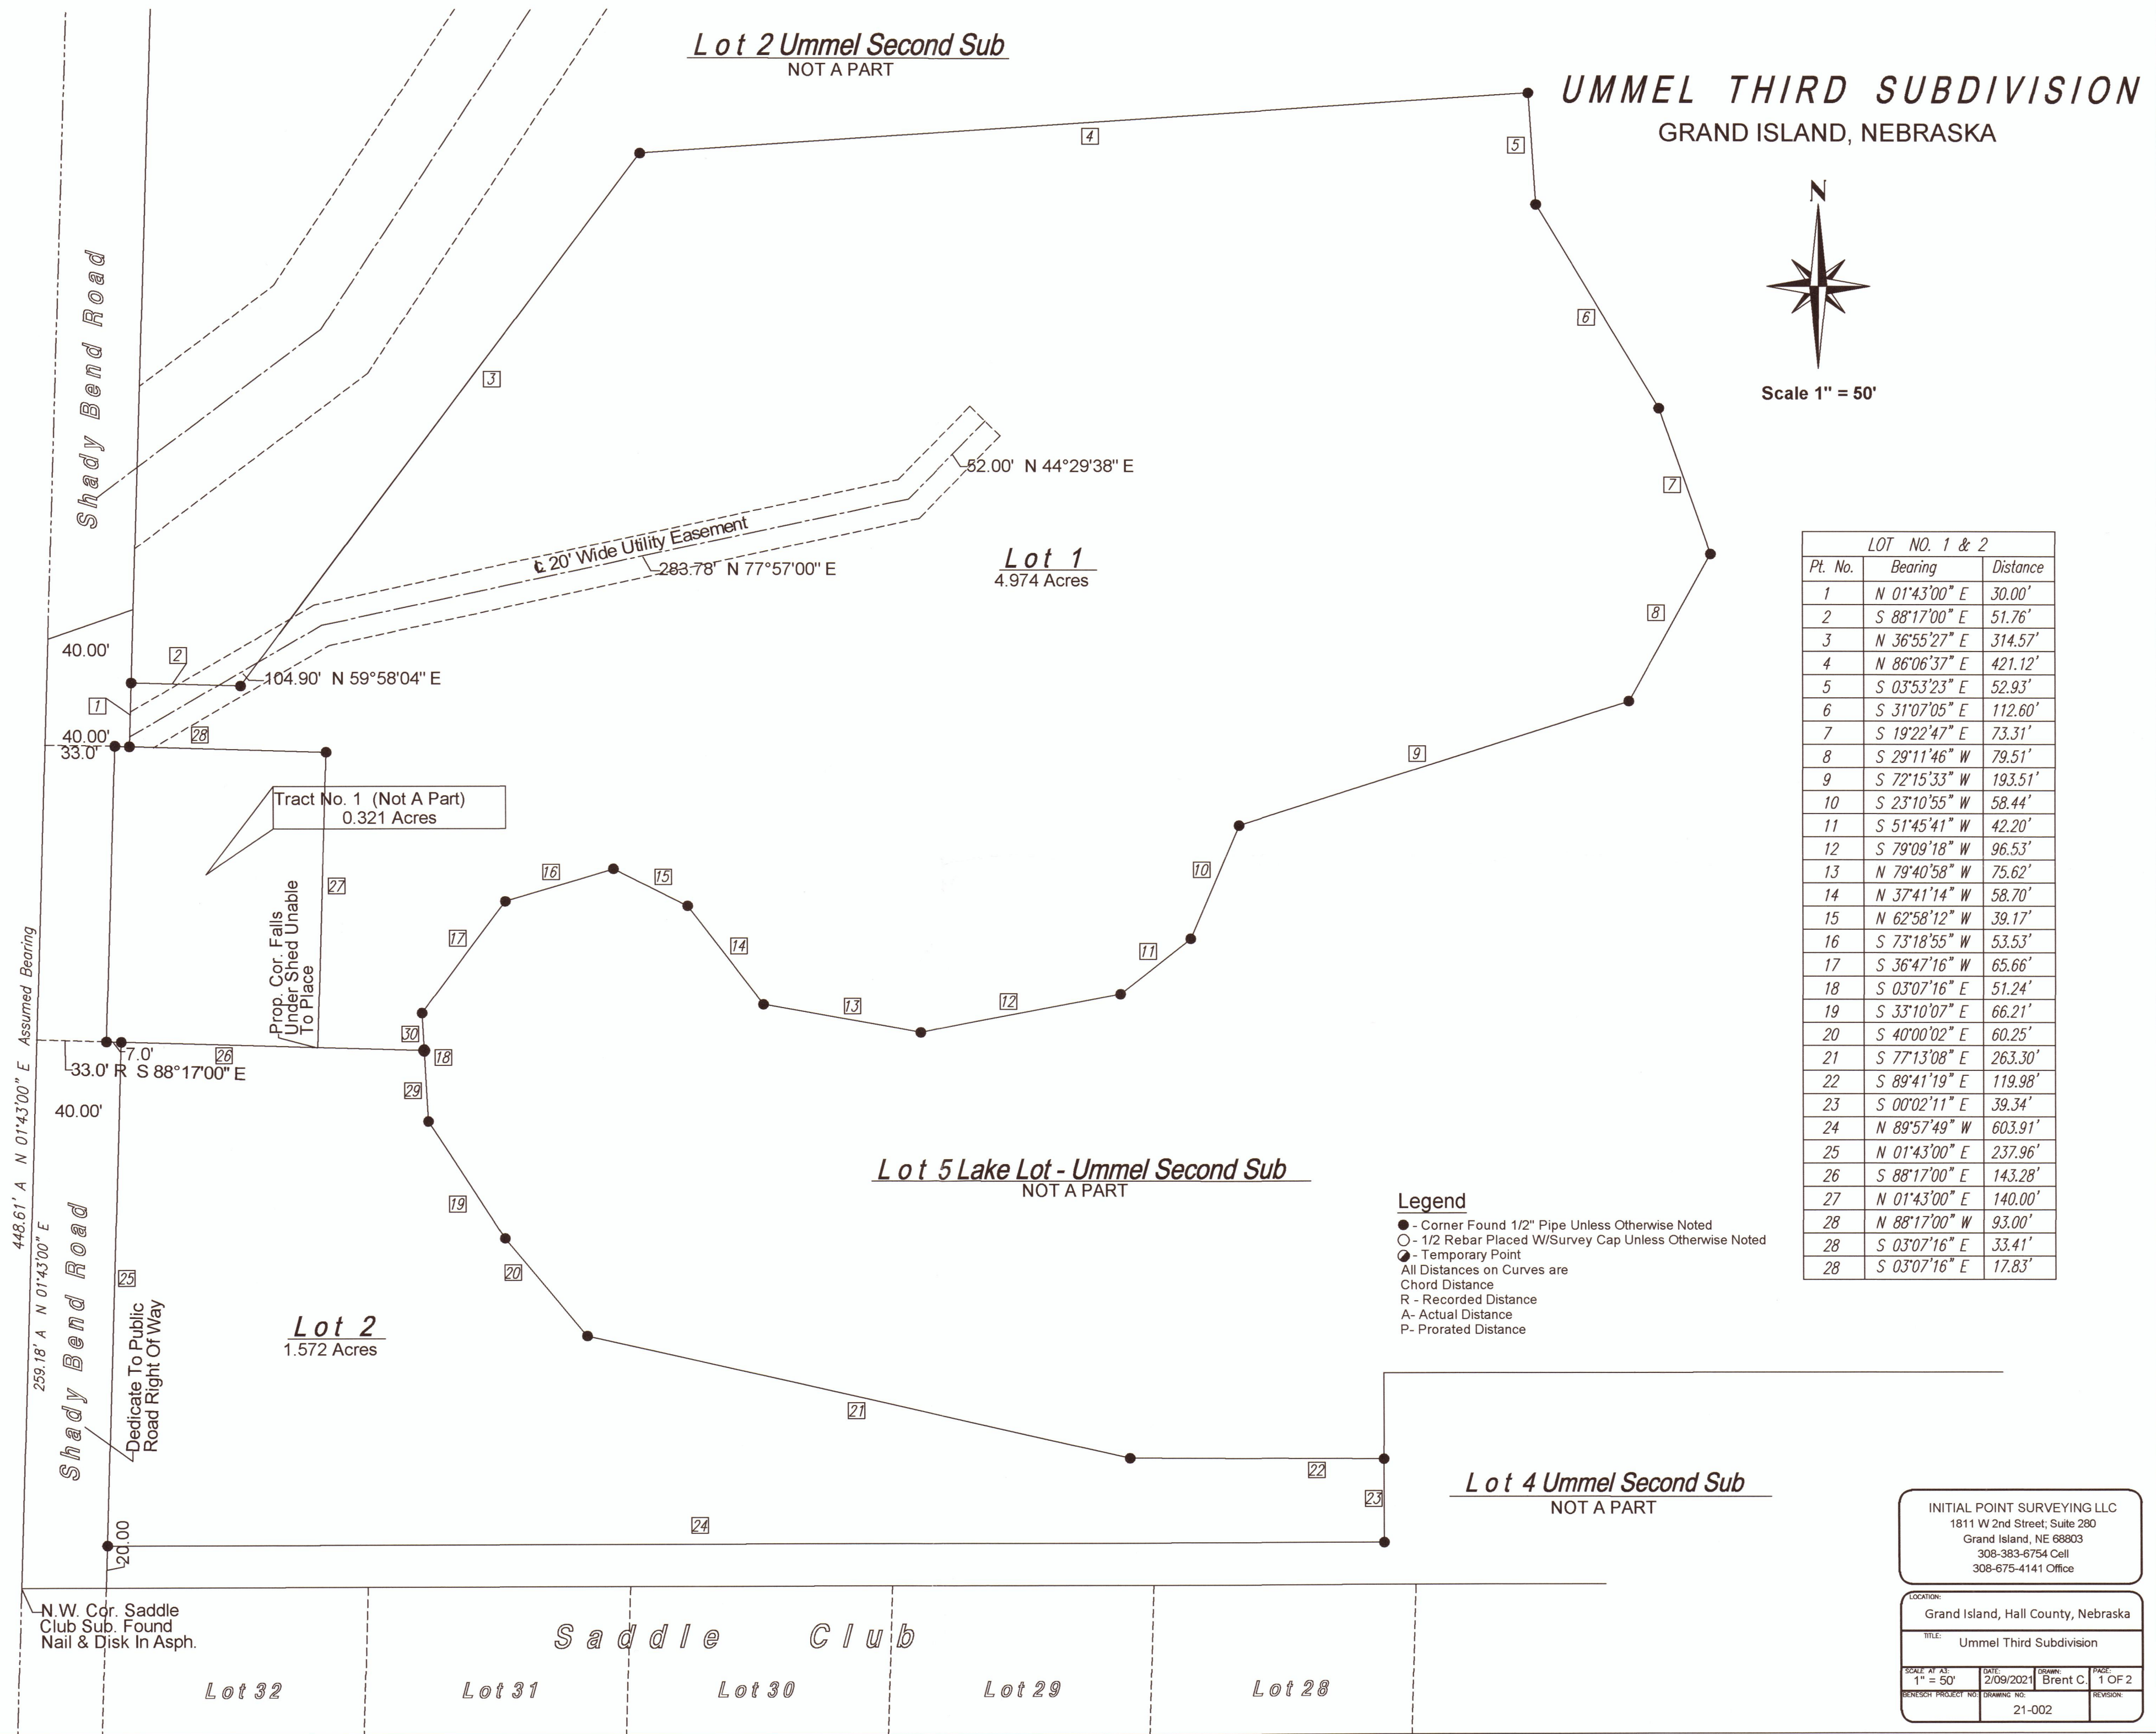 Lot 2 Ummel Second Sub
NOT A PART
UMMEL THIRD SUBDIVISION
GRAND ISLAND, NEBRASKA
N
Scale 1" = 50'
4
5
6
3
7
8
Shady Bend Road
52.00' N 44°29'38" E
℄ 20' Wide Utility Easement
283.78' N 77°57'00" E
Lot 1
4.974 Acres
40.00'
2
104.90' N 59°58'04" E
1
40.00'
33.0'
28
9
Tract No. 1 (Not A Part)
0.321 Acres
27
Prop. Cor. Falls
Under Shed Unable
To Place
16
15
17
14
10
11
13
12
30
18
29
7.0'
26
33.0' R S 88°17'00" E
40.00'
448.61' A N 01°43'00" E Assumed Bearing
259.18' A N 01°43'00" E
Shady Bend Road
25
Dedicate To Public
Road Right Of Way
19
20
Lot 5 Lake Lot - Ummel Second Sub
NOT A PART
Lot 2
1.572 Acres
21
22
23
24
20.00
Lot 4 Ummel Second Sub
NOT A PART
N.W. Cor. Saddle
Club Sub. Found
Nail & Disk In Asph.
Saddle Club
Lot 32
Lot 31
Lot 30
Lot 29
Lot 28
Legend
- Corner Found 1/2" Pipe Unless Otherwise Noted
- 1/2 Rebar Placed W/Survey Cap Unless Otherwise Noted
- Temporary Point
All Distances on Curves are
Chord Distance
R - Recorded Distance
A- Actual Distance
P- Prorated Distance
LOT NO. 1 & 2
Pt. No. Bearing Distance
1 N 01°43'00" E 30.00'
2 S 88°17'00" E 51.76'
3 N 36°55'27" E 314.57'
4 N 86°06'37" E 421.12'
5 S 03°53'23" E 52.93'
6 S 31°07'05" E 112.60'
7 S 19°22'47" E 73.31'
8 S 29°11'46" W 79.51'
9 S 72°15'33" W 193.51'
10 S 23°10'55" W 58.44'
11 S 51°45'41" W 42.20'
12 S 79°09'18" W 96.53'
13 N 79°40'58" W 75.62'
14 N 37°41'14" W 58.70'
15 N 62°58'12" W 39.17'
16 S 73°18'55" W 53.53'
17 S 36°47'16" W 65.66'
18 S 03°07'16" E 51.24'
19 S 33°10'07" E 66.21'
20 S 40°00'02" E 60.25'
21 S 77°13'08" E 263.30'
22 S 89°41'19" E 119.98'
23 S 00°02'11" E 39.34'
24 N 89°57'49" W 603.91'
25 N 01°43'00" E 237.96'
26 S 88°17'00" E 143.28'
27 N 01°43'00" E 140.00'
28 N 88°17'00" W 93.00'
28 S 03°07'16" E 33.41'
28 S 03°07'16" E 17.83'
INITIAL POINT SURVEYING LLC
1811 W 2nd Street; Suite 280
Grand Island, NE 68803
308-383-6754 Cell
308-675-4141 Office
LOCATION:
Grand Island, Hall County, Nebraska
TITLE:
Ummel Third Subdivision
SCALE AT A3: DATE: DRAWN: PAGE:
1" = 50' 2/09/2021 Brent C. 1 OF 2
BENESCH PROJECT NO: DRAWING NO: REVISION:
21-002